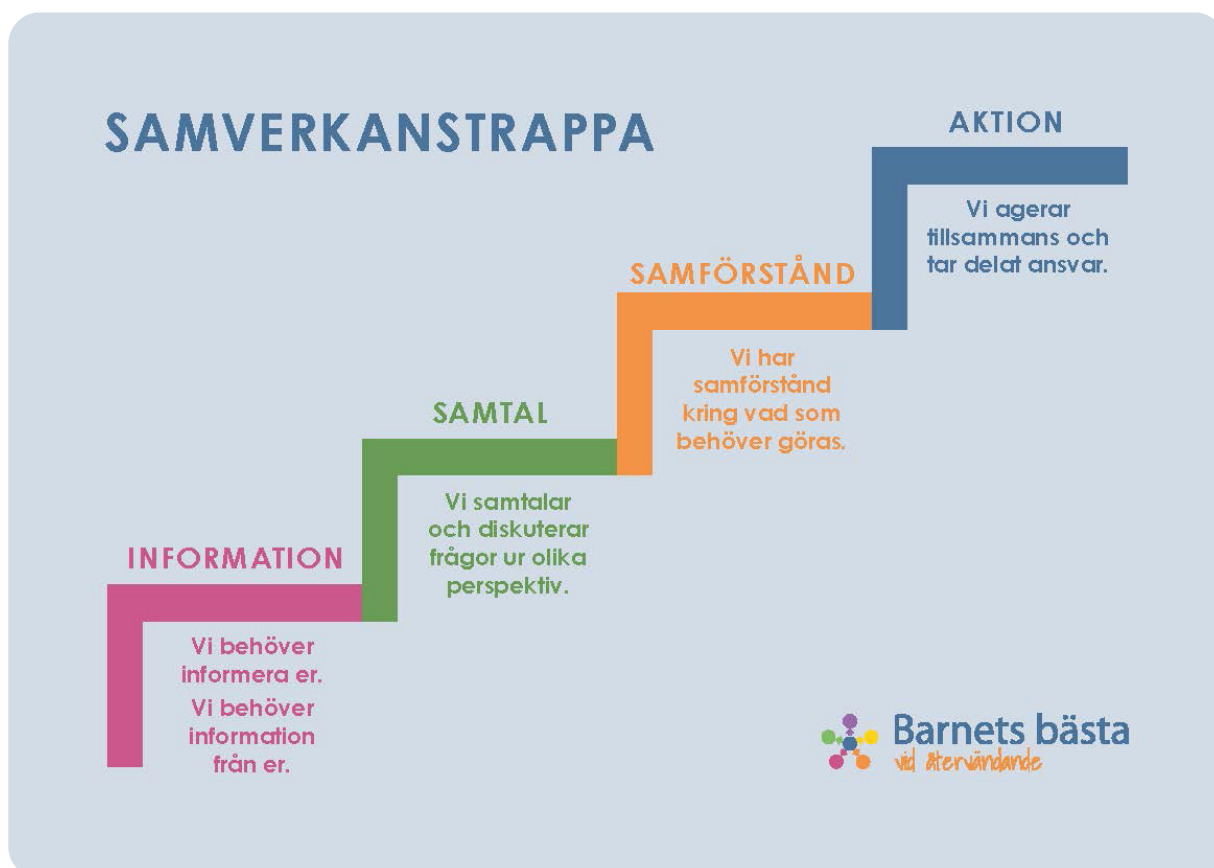 SAMVERKANSTRAPPA
AKTION
Vi agerar
tillsammans och
tar delat ansvar.
SAMFÖRSTÅND
Vi har
samförstånd
kring vad som
behöver göras.
SAMTAL
Vi samtalar
och diskuterar
frågor ur olika
perspektiv.
INFORMATION
Vi behöver
informera er.
Vi behöver
information
från er.
Barnets bästa
vid återvändande